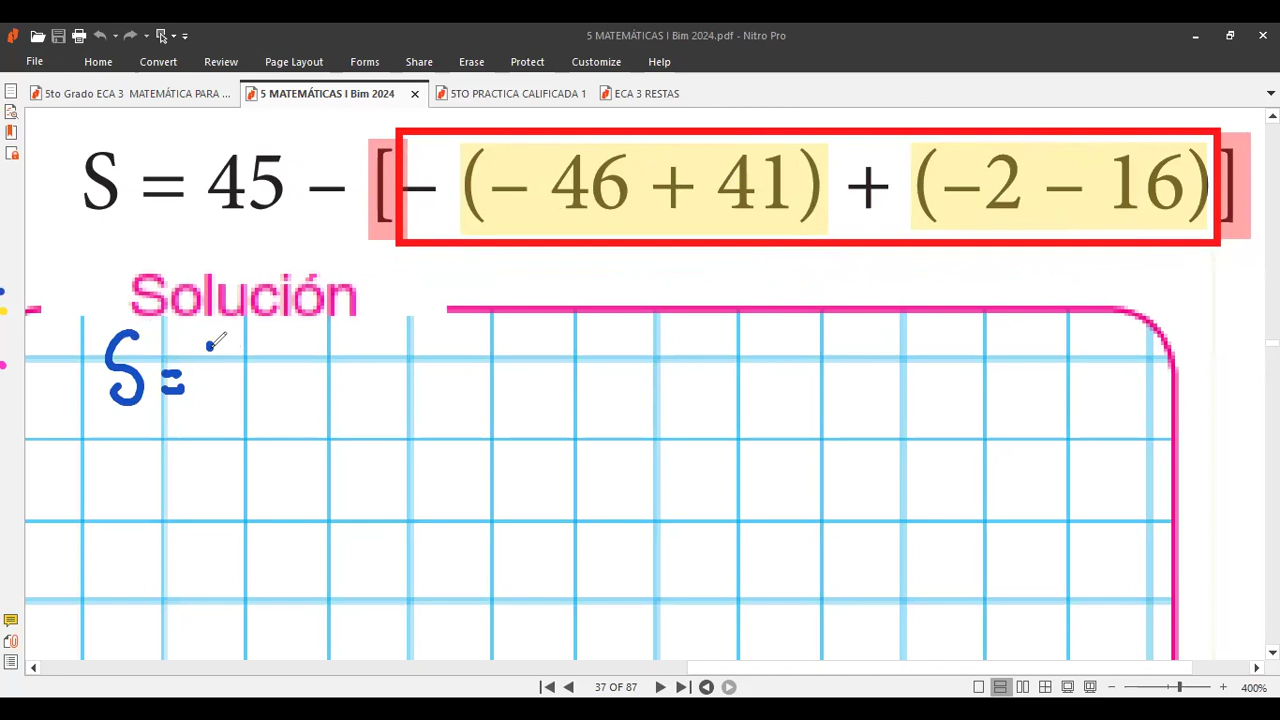 5 MATEMÁTICAS I Bim 2024.pdf - Nitro Pro
File Home Convert Review Page Layout Forms Share Erase Protect Customize Help
5to Grado ECA 3 MATEMÁTICA PARA ... 5 MATEMÁTICAS I Bim 2024 5TO PRACTICA CALIFICADA 1 ECA 3 RESTAS
S = 45 − [− (− 46 + 41) + (−2 − 16)]
Solución
S =
37 OF 87
400%